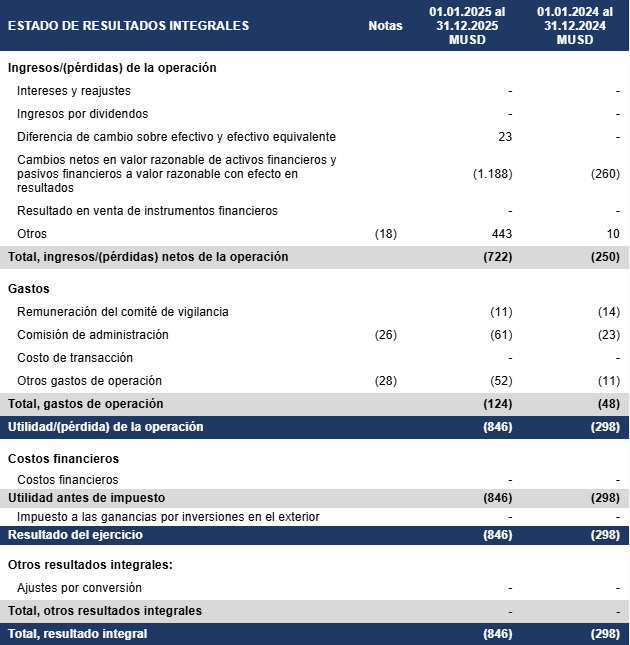 ESTADO DE RESULTADOS INTEGRALES Notas 01.01.2025 al 31.12.2025 MUSD 01.01.2024 al 31.12.2024 MUSD
Ingresos/(pérdidas) de la operación
Intereses y reajustes - -
Ingresos por dividendos - -
Diferencia de cambio sobre efectivo y efectivo equivalente 23 -
Cambios netos en valor razonable de activos financieros y
pasivos financieros a valor razonable con efecto en (1.188) (260)
resultados
Resultado en venta de instrumentos financieros - -
Otros (18) 443 10
Total, ingresos/(pérdidas) netos de la operación (722) (250)
Gastos
Remuneración del comité de vigilancia (11) (14)
Comisión de administración (26) (61) (23)
Costo de transacción - -
Otros gastos de operación (28) (52) (11)
Total, gastos de operación (124) (48)
Utilidad/(pérdida) de la operación (846) (298)
Costos financieros
Costos financieros - -
Utilidad antes de impuesto (846) (298)
Impuesto a las ganancias por inversiones en el exterior - -
Resultado del ejercicio (846) (298)
Otros resultados integrales:
Ajustes por conversión - -
Total, otros resultados integrales - -
Total, resultado integral (846) (298)